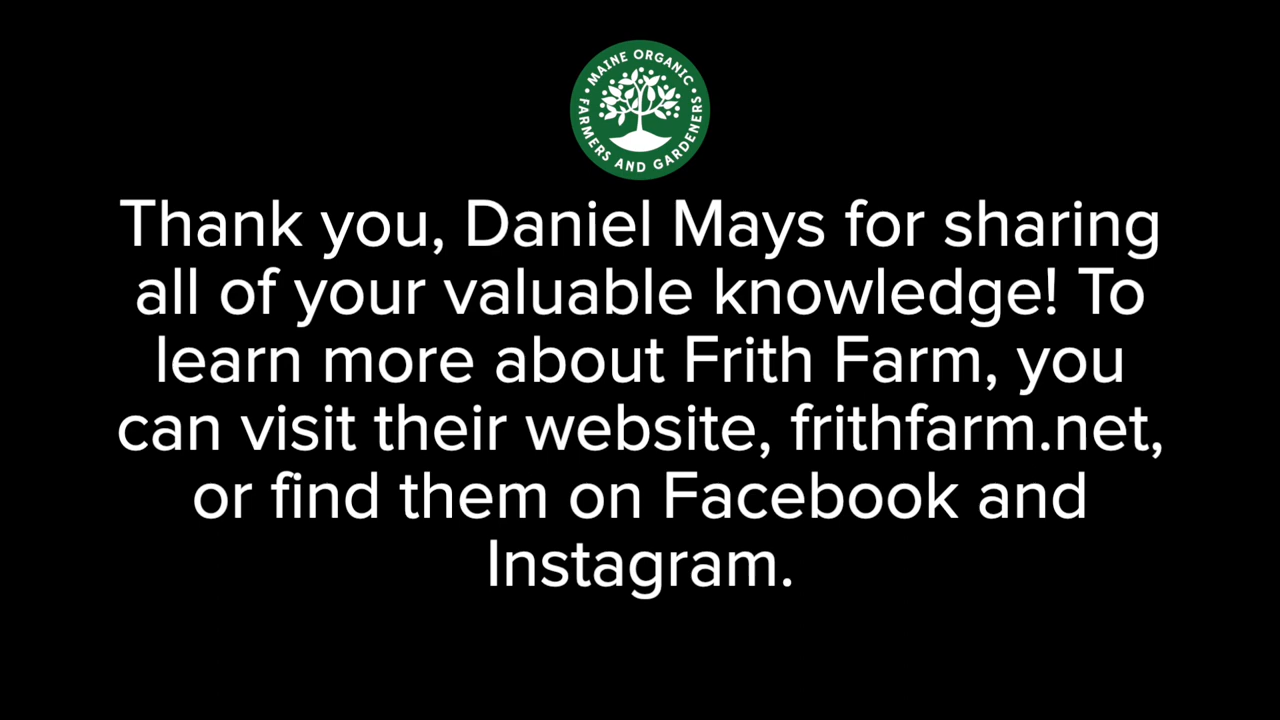 MAINE ORGANIC
FARMERS AND GARDENERS
Thank you, Daniel Mays for sharing
all of your valuable knowledge! To
learn more about Frith Farm, you
can visit their website, frithfarm.net,
or find them on Facebook and
Instagram.